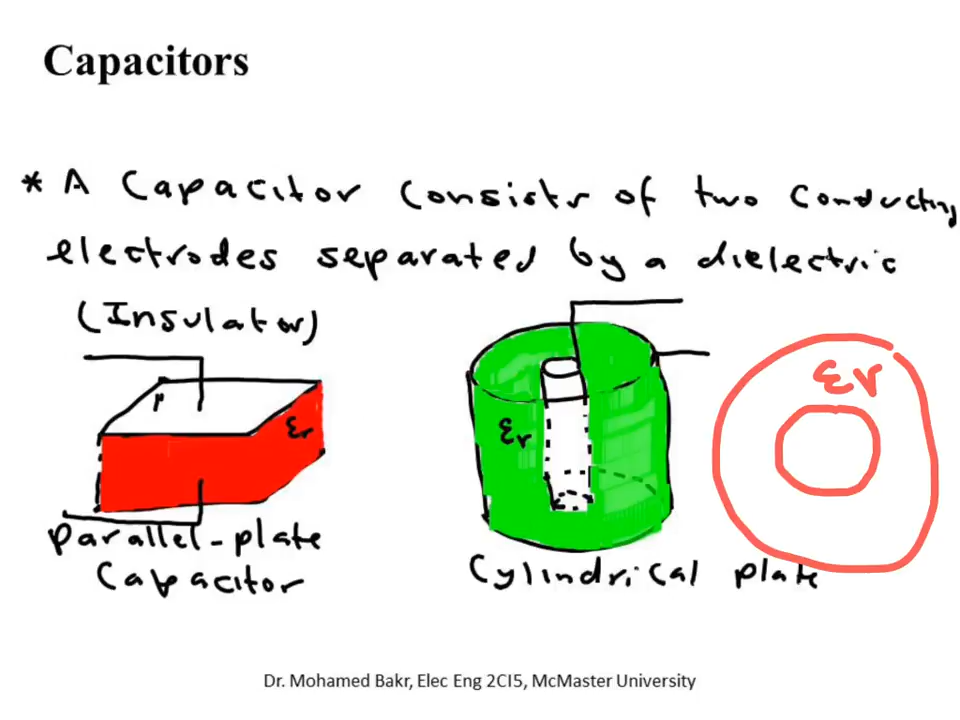 Capacitors
* A Capacitor consists of two conducting
electrodes separated by a dielectric
(Insulator)
εr
εr
εr
parallel-plate
Capacitor
Cylindrical plate
Dr. Mohamed Bakr, Elec Eng 2CI5, McMaster University